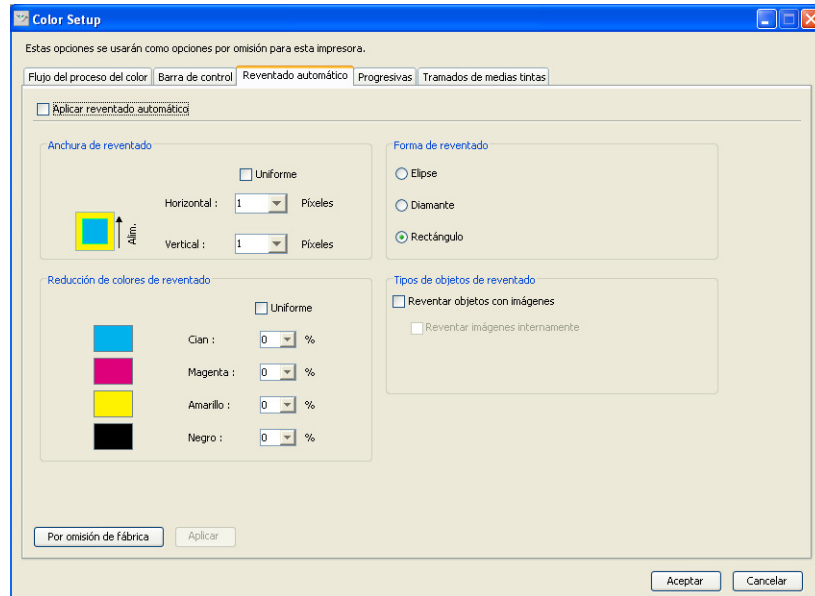 Color Setup
Estas opciones se usarán como opciones por omisión para esta impresora.
Flujo del proceso del color Barra de control Reventado automático Progresivas Tramados de medias tintas
Aplicar reventado automático
Anchura de reventado
Uniforme
Horizontal : 1 Píxeles
Alim.
Vertical : 1 Píxeles
Forma de reventado
Elipse
Diamante
Rectángulo
Reducción de colores de reventado
Uniforme
Cian : 0 %
Magenta : 0 %
Amarillo : 0 %
Negro : 0 %
Tipos de objetos de reventado
Reventar objetos con imágenes
Reventar imágenes internamente
Por omisión de fábrica Aplicar
Aceptar Cancelar